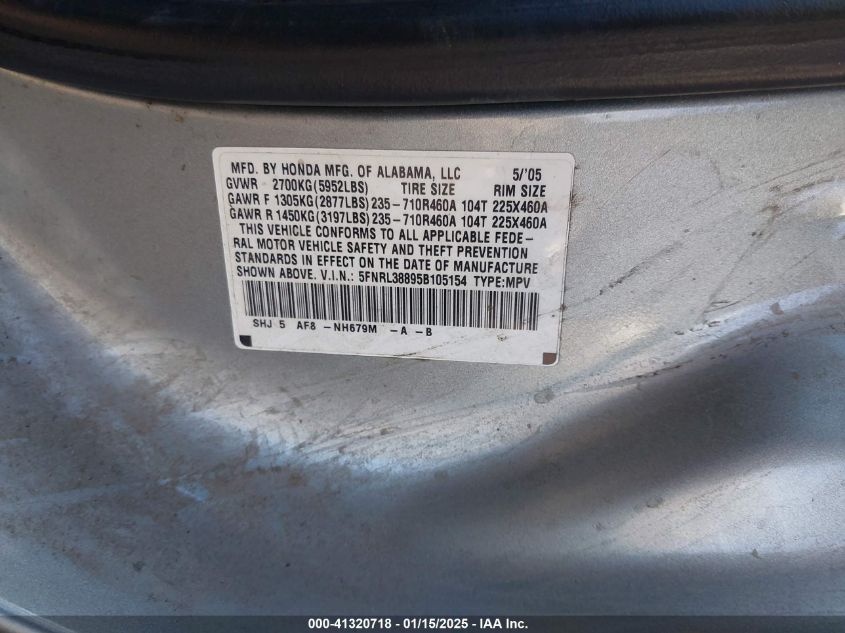 MFD. BY HONDA MFG. OF ALABAMA, LLC 5/'05
GVWR 2700KG(5952LBS) TIRE SIZE RIM SIZE
GAWR F 1305KG(2877LBS) 235-710R460A 104T 225X460A
GAWR R 1450KG(3197LBS) 235-710R460A 104T 225X460A
THIS VEHICLE CONFORMS TO ALL APPLICABLE FEDE-
RAL MOTOR VEHICLE SAFETY AND THEFT PREVENTION
STANDARDS IN EFFECT ON THE DATE OF MANUFACTURE
SHOWN ABOVE. V.I.N.: 5FNRL38895B105154 TYPE:MPV
SHJ 5 AF8 -NH679M -A -B
000-41320718 - 01/15/2025 - IAA Inc.